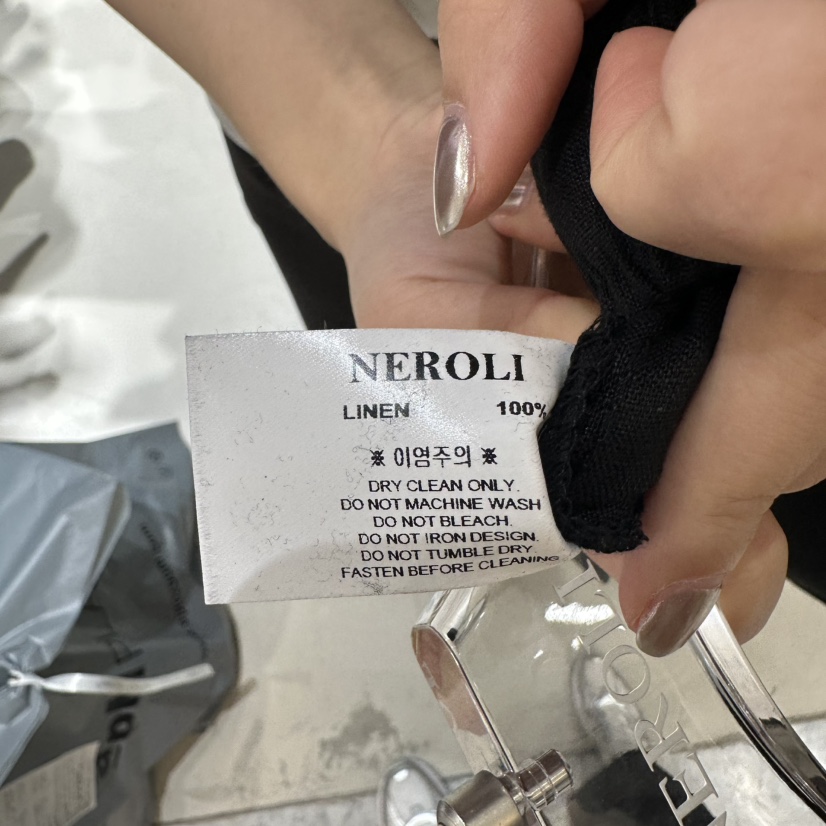 NEROLI
LINEN 100%
※ 이염주의 ※
DRY CLEAN ONLY.
DO NOT MACHINE WASH
DO NOT BLEACH.
DO NOT IRON DESIGN.
DO NOT TUMBLE DRY.
FASTEN BEFORE CLEANING
NEROLI